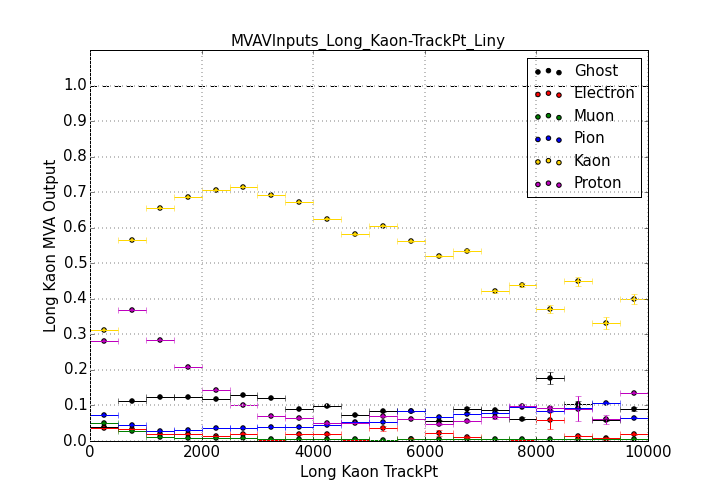 MVAVInputs_Long_Kaon-TrackPt_Liny
Long Kaon MVA Output
1.0
0.9
0.8
0.7
0.6
0.5
0.4
0.3
0.2
0.1
0.0
Ghost
Electron
Muon
Pion
Kaon
Proton
0 2000 4000 6000 8000 10000
Long Kaon TrackPt